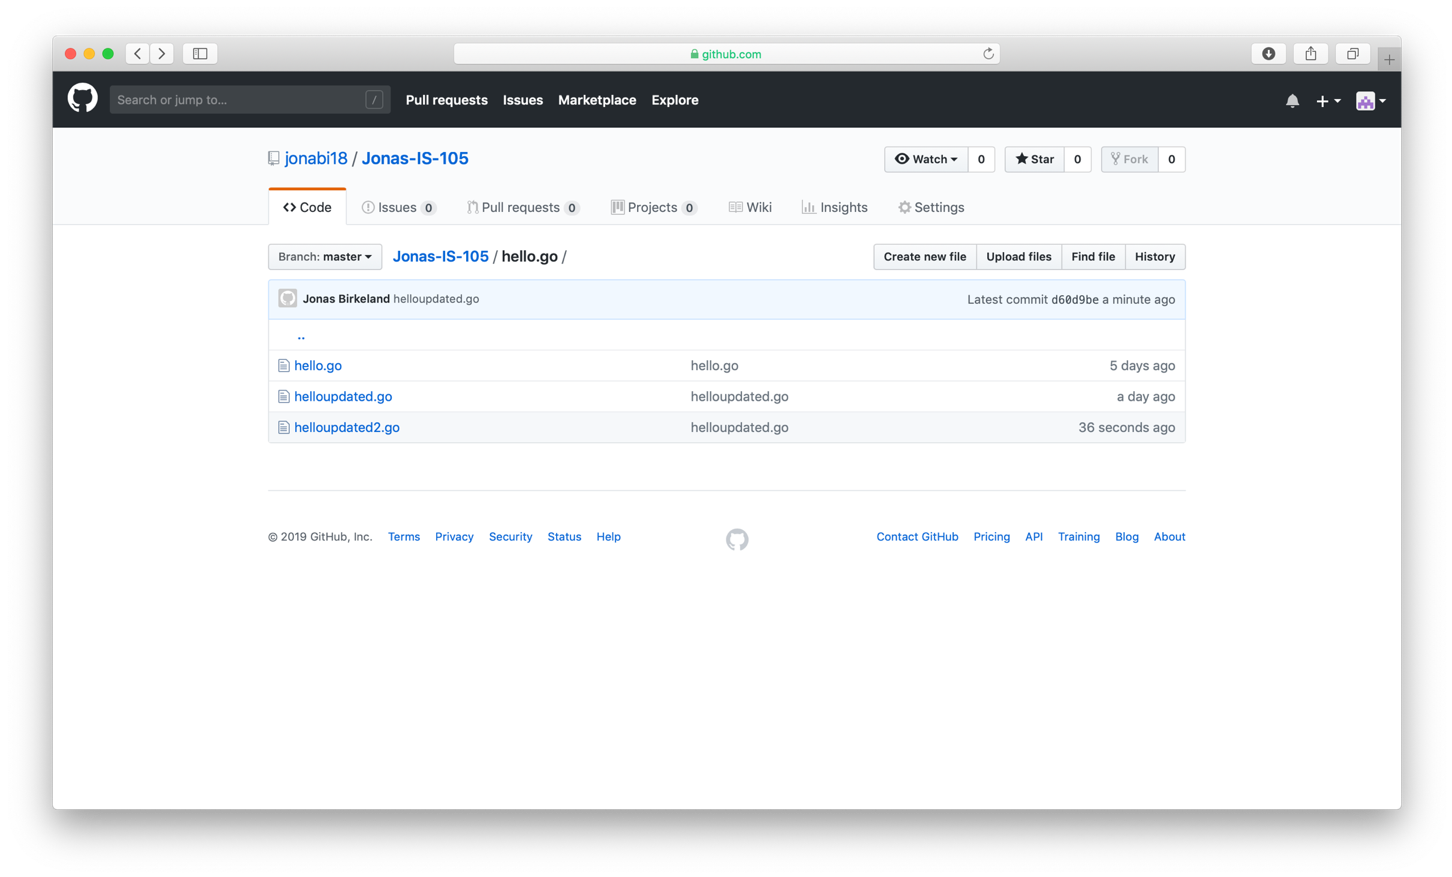 github.com
Search or jump to... /
Pull requests Issues Marketplace Explore
jonabi18 / Jonas-IS-105
Watch 0 Star 0 Fork 0
Code Issues 0 Pull requests 0 Projects 0 Wiki Insights Settings
Branch: master Jonas-IS-105 / hello.go /
Create new file Upload files Find file History
Jonas Birkeland helloupdated.go Latest commit d60d9be a minute ago
..
hello.go hello.go 5 days ago
helloupdated.go helloupdated.go a day ago
helloupdated2.go helloupdated.go 36 seconds ago
© 2019 GitHub, Inc. Terms Privacy Security Status Help Contact GitHub Pricing API Training Blog About